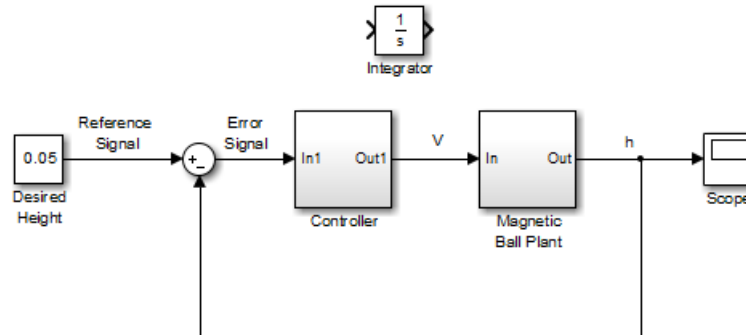 1
s
Integrator
Reference
Signal
Error
Signal
0.05
+
-
In1
Out1
V
In
Out
h
Desired
Height
Controller
Magnetic
Ball Plant
Scope